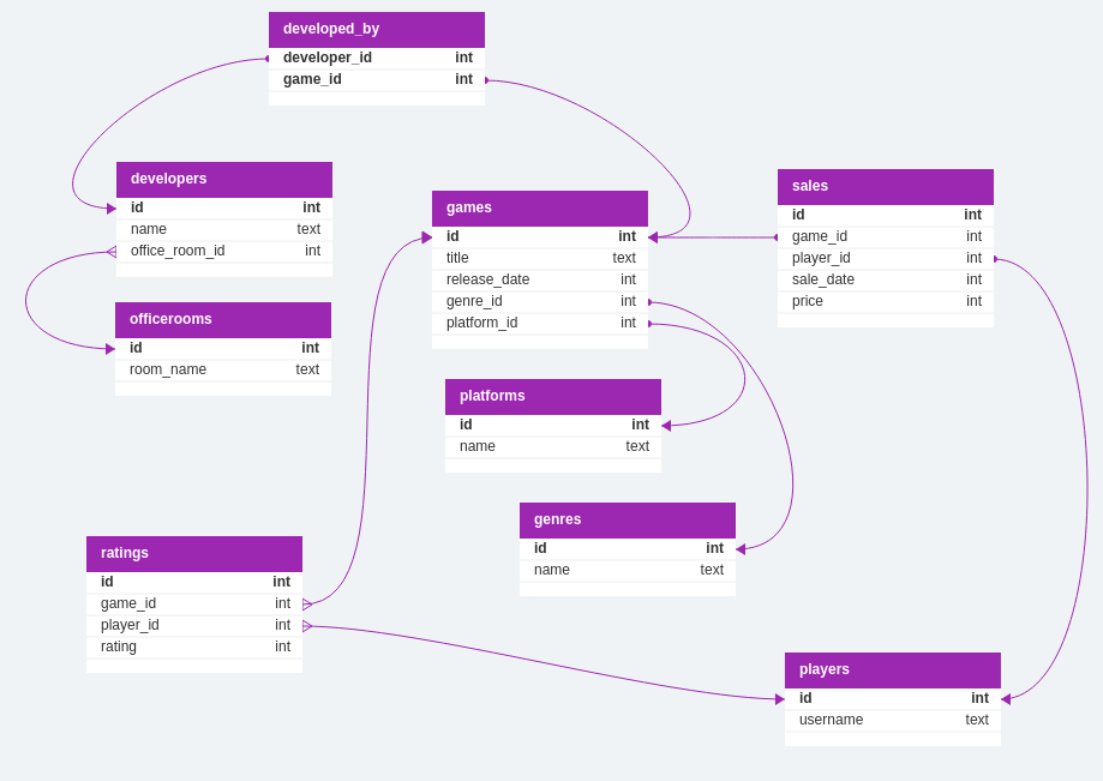 developed_by
developer_id int
game_id int
developers
id int
name text
office_room_id int
officerooms
id int
room_name text
games
id int
title text
release_date int
genre_id int
platform_id int
sales
id int
game_id int
player_id int
sale_date int
price int
platforms
id int
name text
genres
id int
name text
ratings
id int
game_id int
player_id int
rating int
players
id int
username text